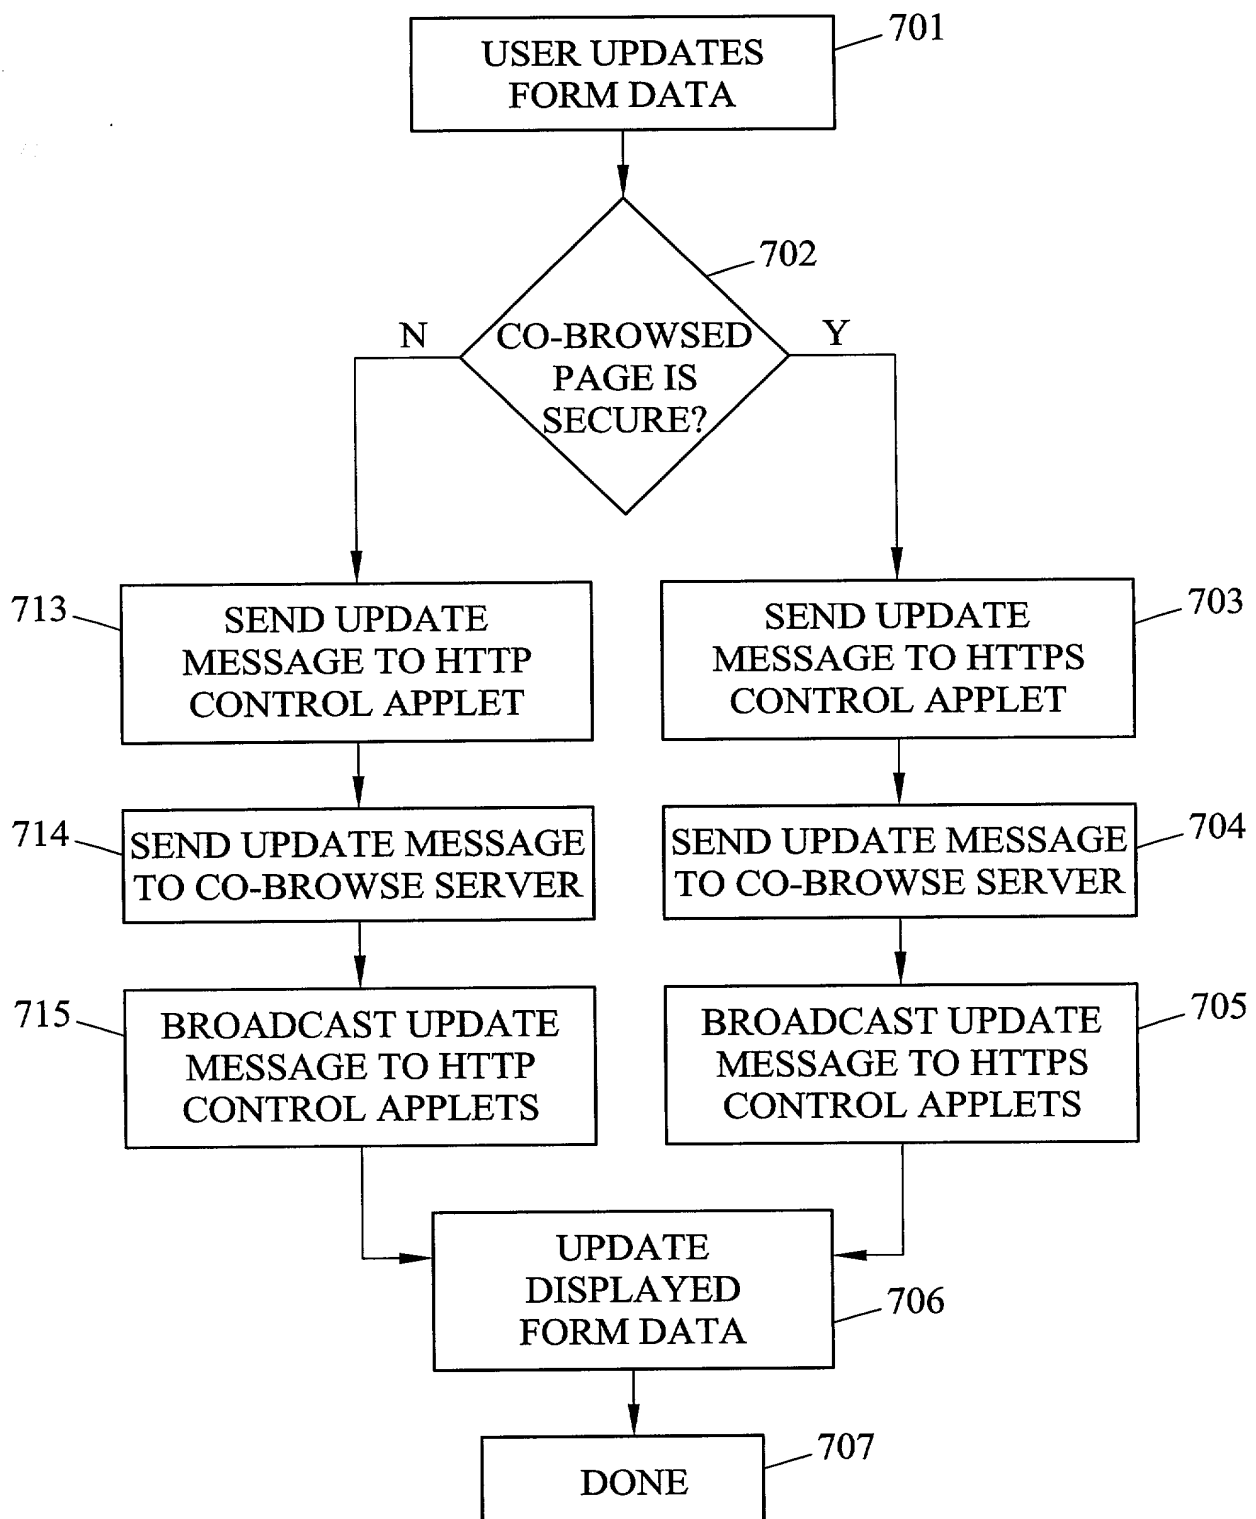 USER UPDATES
FORM DATA
701
702
N
CO-BROWSED
PAGE IS
SECURE?
Y
713
SEND UPDATE
MESSAGE TO HTTP
CONTROL APPLET
SEND UPDATE
MESSAGE TO HTTPS
CONTROL APPLET
703
714
SEND UPDATE MESSAGE
TO CO-BROWSE SERVER
SEND UPDATE MESSAGE
TO CO-BROWSE SERVER
704
715
BROADCAST UPDATE
MESSAGE TO HTTP
CONTROL APPLETS
BROADCAST UPDATE
MESSAGE TO HTTPS
CONTROL APPLETS
705
UPDATE
DISPLAYED
FORM DATA
706
DONE
707